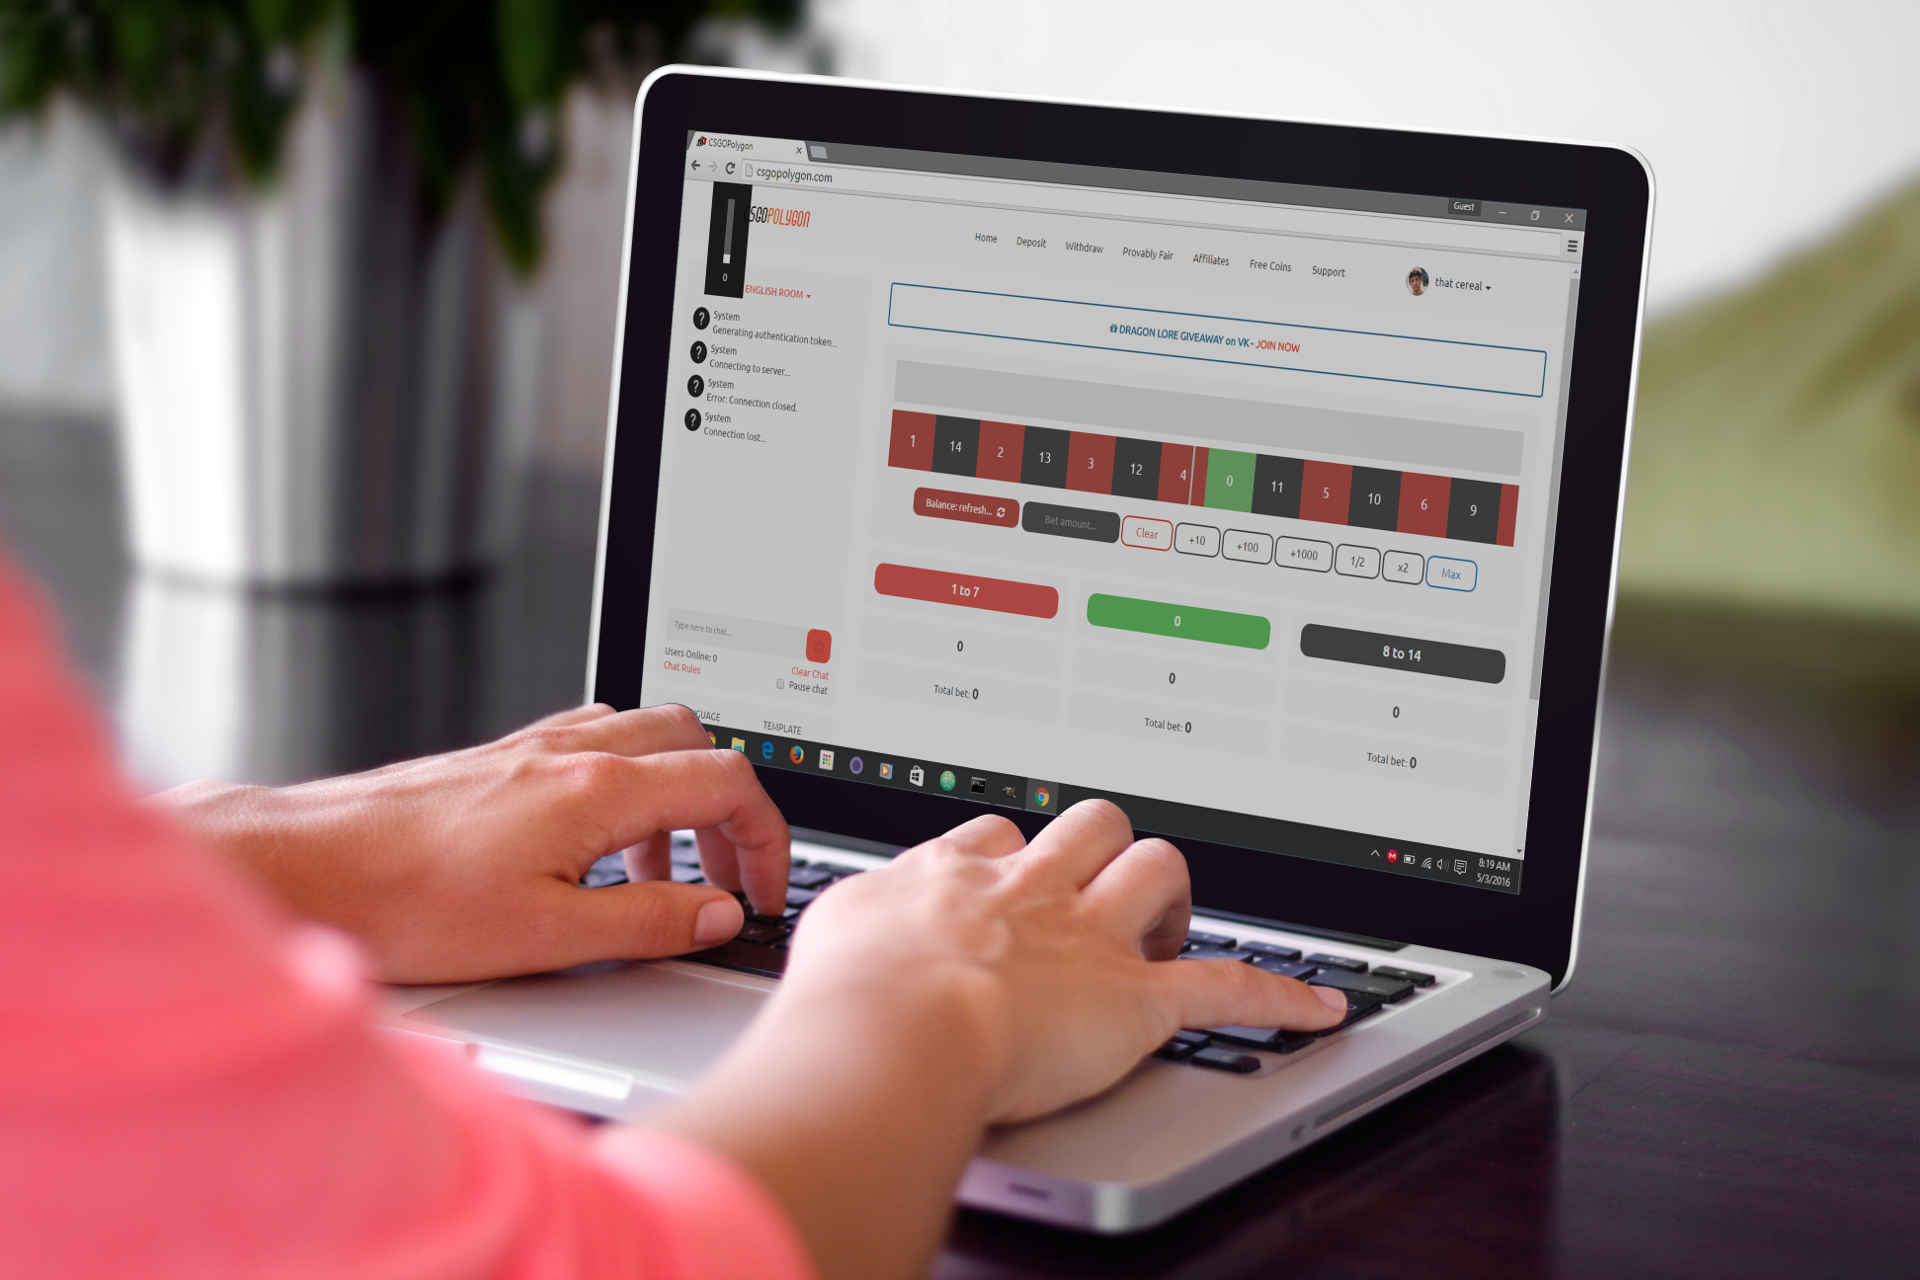 CSGOPolygon
csgopolygon.com
Guest
0
CSGOPOLYGON
Home
Deposit
Withdraw
Provably Fair
Affiliates
Free Coins
Support
that cereal
ENGLISH ROOM
System
Generating authentication token...
System
Connecting to server...
System
Error: Connection closed.
System
Connection lost...
DRAGON LORE GIVEAWAY on VK - JOIN NOW
1 14 2 13 3 12 4 0 11 5 10 6 9
Balance: refresh...
Bet amount...
Clear
+10
+100
+1000
1/2
x2
Max
1 to 7
0
8 to 14
0
0
0
Total bet: 0
Total bet: 0
Total bet: 0
Type here to chat...
Users Online: 0
Clear Chat
Chat Rules
Pause chat
GUAGE
TEMPLATE
8:19 AM
5/3/2016